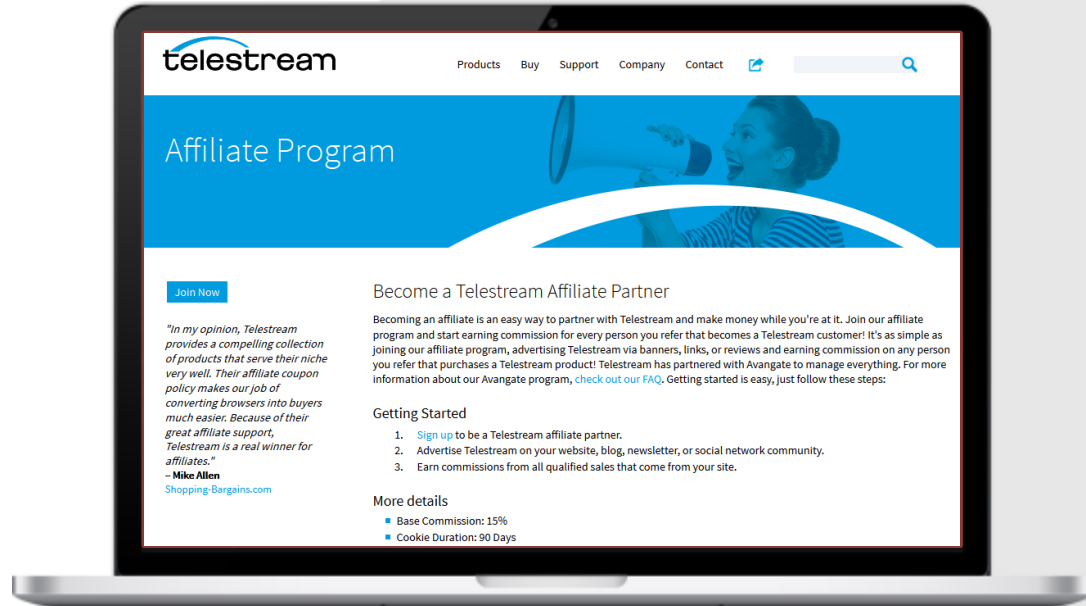 telestream
Products Buy Support Company Contact
Affiliate Program
Join Now
"In my opinion, Telestream
provides a compelling collection
of products that serve their niche
very well. Their affiliate coupon
policy makes our job of
converting browsers into buyers
much easier. Because of their
great affiliate support,
Telestream is a real winner for
affiliates."
– Mike Allen
Shopping-Bargains.com
Become a Telestream Affiliate Partner
Becoming an affiliate is an easy way to partner with Telestream and make money while you're at it. Join our affiliate
program and start earning commission for every person you refer that becomes a Telestream customer! It's as simple as
joining our affiliate program, advertising Telestream via banners, links, or reviews and earning commission on any person
you refer that purchases a Telestream product! Telestream has partnered with Avangate to manage everything. For more
information about our Avangate program, check out our FAQ. Getting started is easy, just follow these steps:
Getting Started
1. Sign up to be a Telestream affiliate partner.
2. Advertise Telestream on your website, blog, newsletter, or social network community.
3. Earn commissions from all qualified sales that come from your site.
More details
Base Commission: 15%
Cookie Duration: 90 Days